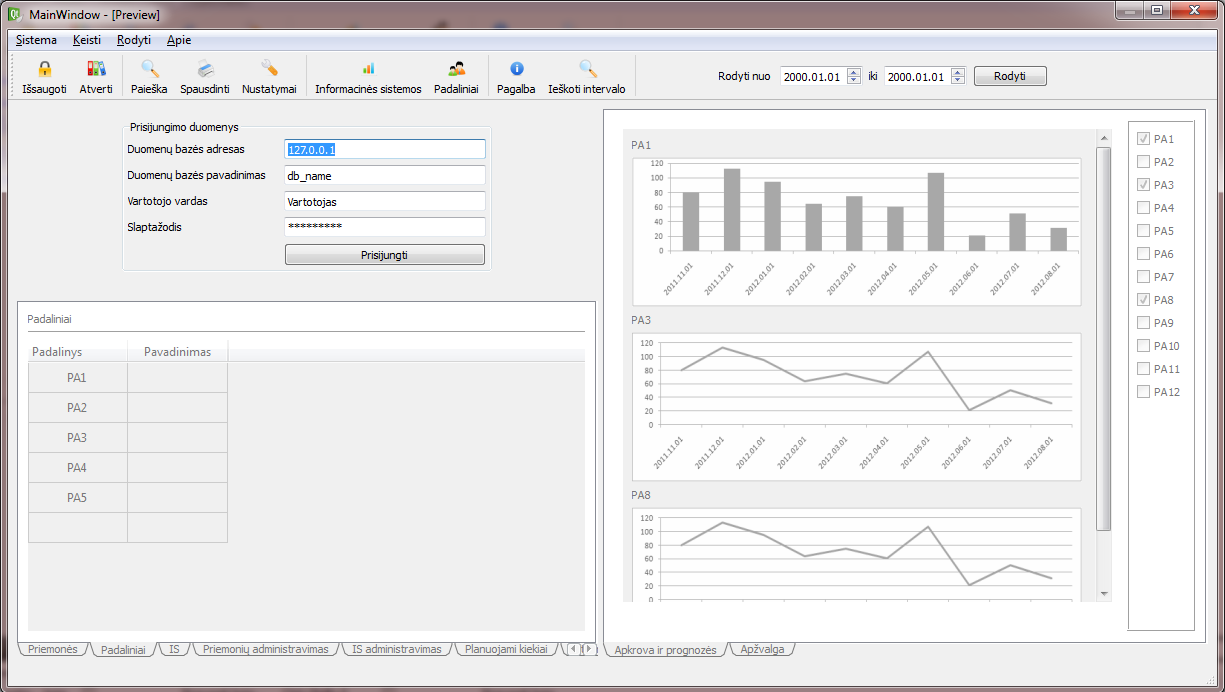 MainWindow - [Preview]
Sistema Keisti Rodyti Apie
Išsaugoti Atverti Paieška Spausdinti Nustatymai Informacinės sistemos Padaliniai Pagalba Ieškoti intervalo Rodyti nuo 2000.01.01 iki 2000.01.01 Rodyti
Prisijungimo duomenys
Duomenų bazės adresas 127.0.0.1
Duomenų bazės pavadinimas db_name
Vartotojo vardas Vartotojas
Slaptažodis *********
Prisijungti
Padaliniai
Padalinys Pavadinimas
PA1
PA2
PA3
PA4
PA5
Priemonės Padaliniai IS Priemonių administravimas IS administravimas Planuojami kiekiai
PA1
120
100
80
60
40
20
0
2011.11.01 2011.12.01 2012.01.01 2012.02.01 2012.03.01 2012.04.01 2012.05.01 2012.06.01 2012.07.01 2012.08.01
PA3
120
100
80
60
40
20
0
2011.11.01 2011.12.01 2012.01.01 2012.02.01 2012.03.01 2012.04.01 2012.05.01 2012.06.01 2012.07.01 2012.08.01
PA8
120
100
80
60
40
20
0
PA1
PA2
PA3
PA4
PA5
PA6
PA7
PA8
PA9
PA10
PA11
PA12
Apkrova ir prognozės Apžvalga